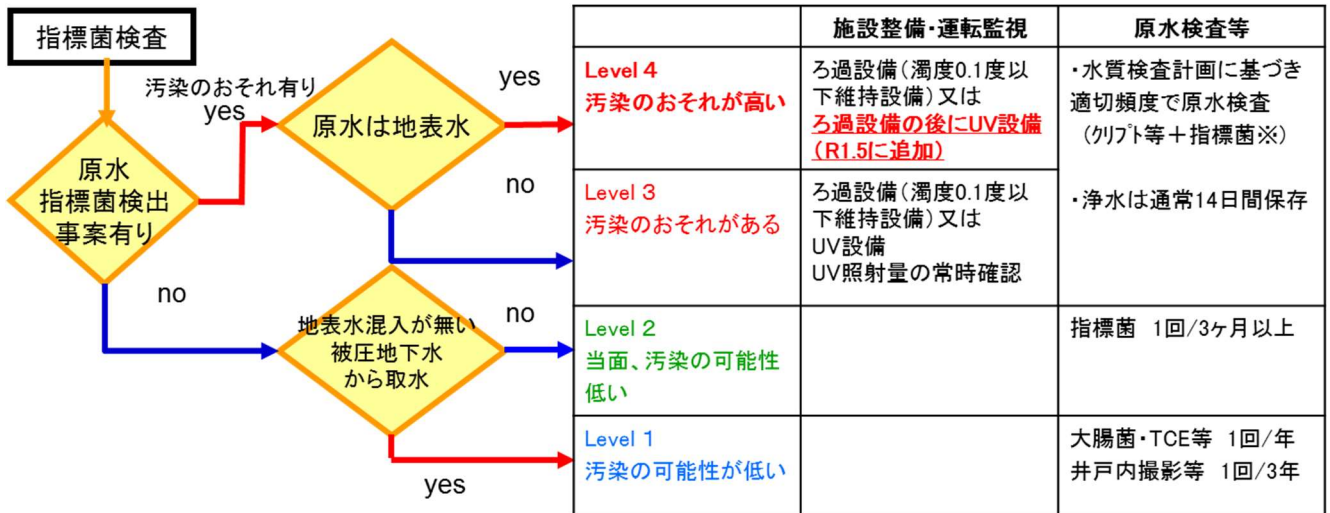 指標菌検査
汚染のおそれ有り
yes
原水
指標菌検出
事案有り
no
原水は地表水
yes
no
地表水混入が無い
被圧地下水
から取水
no
yes
施設整備・運転監視
原水検査等
Level 4
汚染のおそれが高い
ろ過設備（濁度0.1度以
下維持設備）又は
ろ過設備の後にUV設備
（R1.5に追加）
・水質検査計画に基づき
適切頻度で原水検査
（ｸﾘﾌﾟﾄ等＋指標菌※）
・浄水は通常14日間保存
Level 3
汚染のおそれがある
ろ過設備（濁度0.1度以
下維持設備）又は
UV設備
UV照射量の常時確認
Level 2
当面、汚染の可能性
低い
指標菌 1回/3ヶ月以上
Level 1
汚染の可能性が低い
大腸菌・TCE等 1回/年
井戸内撮影等 1回/3年